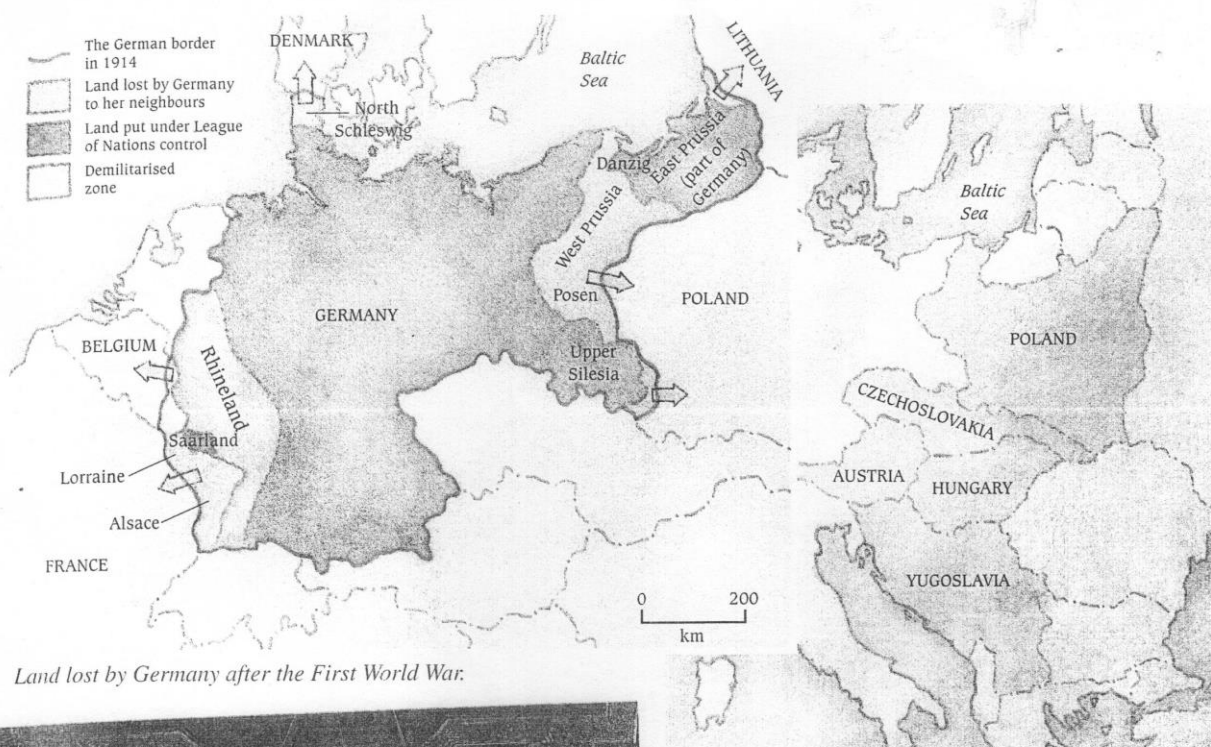 The German border
in 1914
Land lost by Germany
to her neighbours
Land put under League
of Nations control
Demilitarised
zone
DENMARK
North
Schleswig
Baltic
Sea
LITHUANIA
Danzig
East Prussia
(part of
Germany)
West Prussia
Posen
POLAND
GERMANY
BELGIUM
Rhineland
Upper
Silesia
Saarland
Lorraine
Alsace
FRANCE
0 200
km
Land lost by Germany after the First World War.
Baltic
Sea
POLAND
CZECHOSLOVAKIA
AUSTRIA
HUNGARY
YUGOSLAVIA